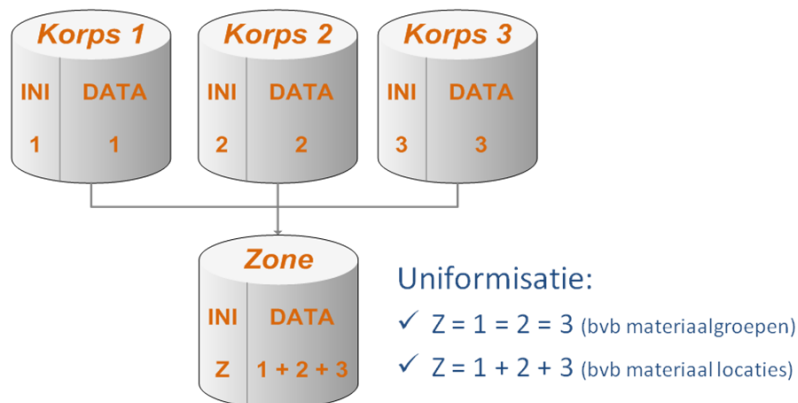 Korps 1 Korps 2 Korps 3
INI DATA INI DATA INI DATA
1 1 2 2 3 3
Zone
INI DATA
Z 1 + 2 + 3
Uniformisatie:
✓ Z = 1 = 2 = 3 (bvb materiaalgroepen)
✓ Z = 1 + 2 + 3 (bvb materiaal locaties)